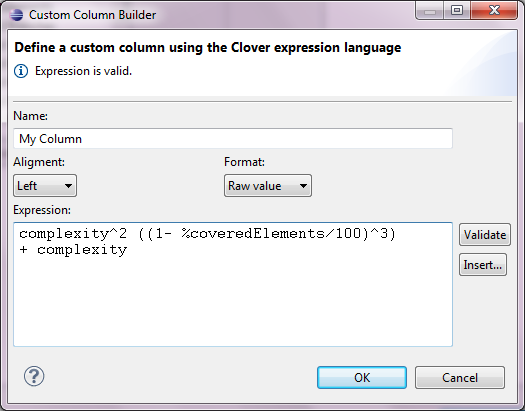 Custom Column Builder
Define a custom column using the Clover expression language
Expression is valid.
Name:
My Column
Aligment: Format:
Left Raw value
Expression:
complexity^2 ((1- %coveredElements/100)^3)
+ complexity
Validate
Insert...
OK Cancel